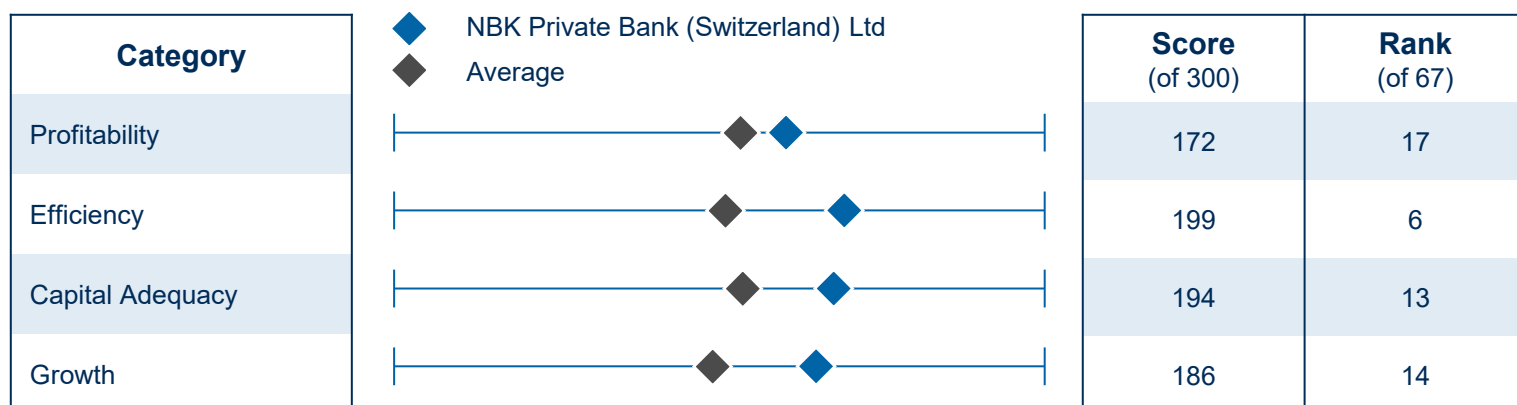 Category
NBK Private Bank (Switzerland) Ltd
Average
Score Rank
(of 300) (of 67)
Profitability 172 17
Efficiency 199 6
Capital Adequacy 194 13
Growth 186 14